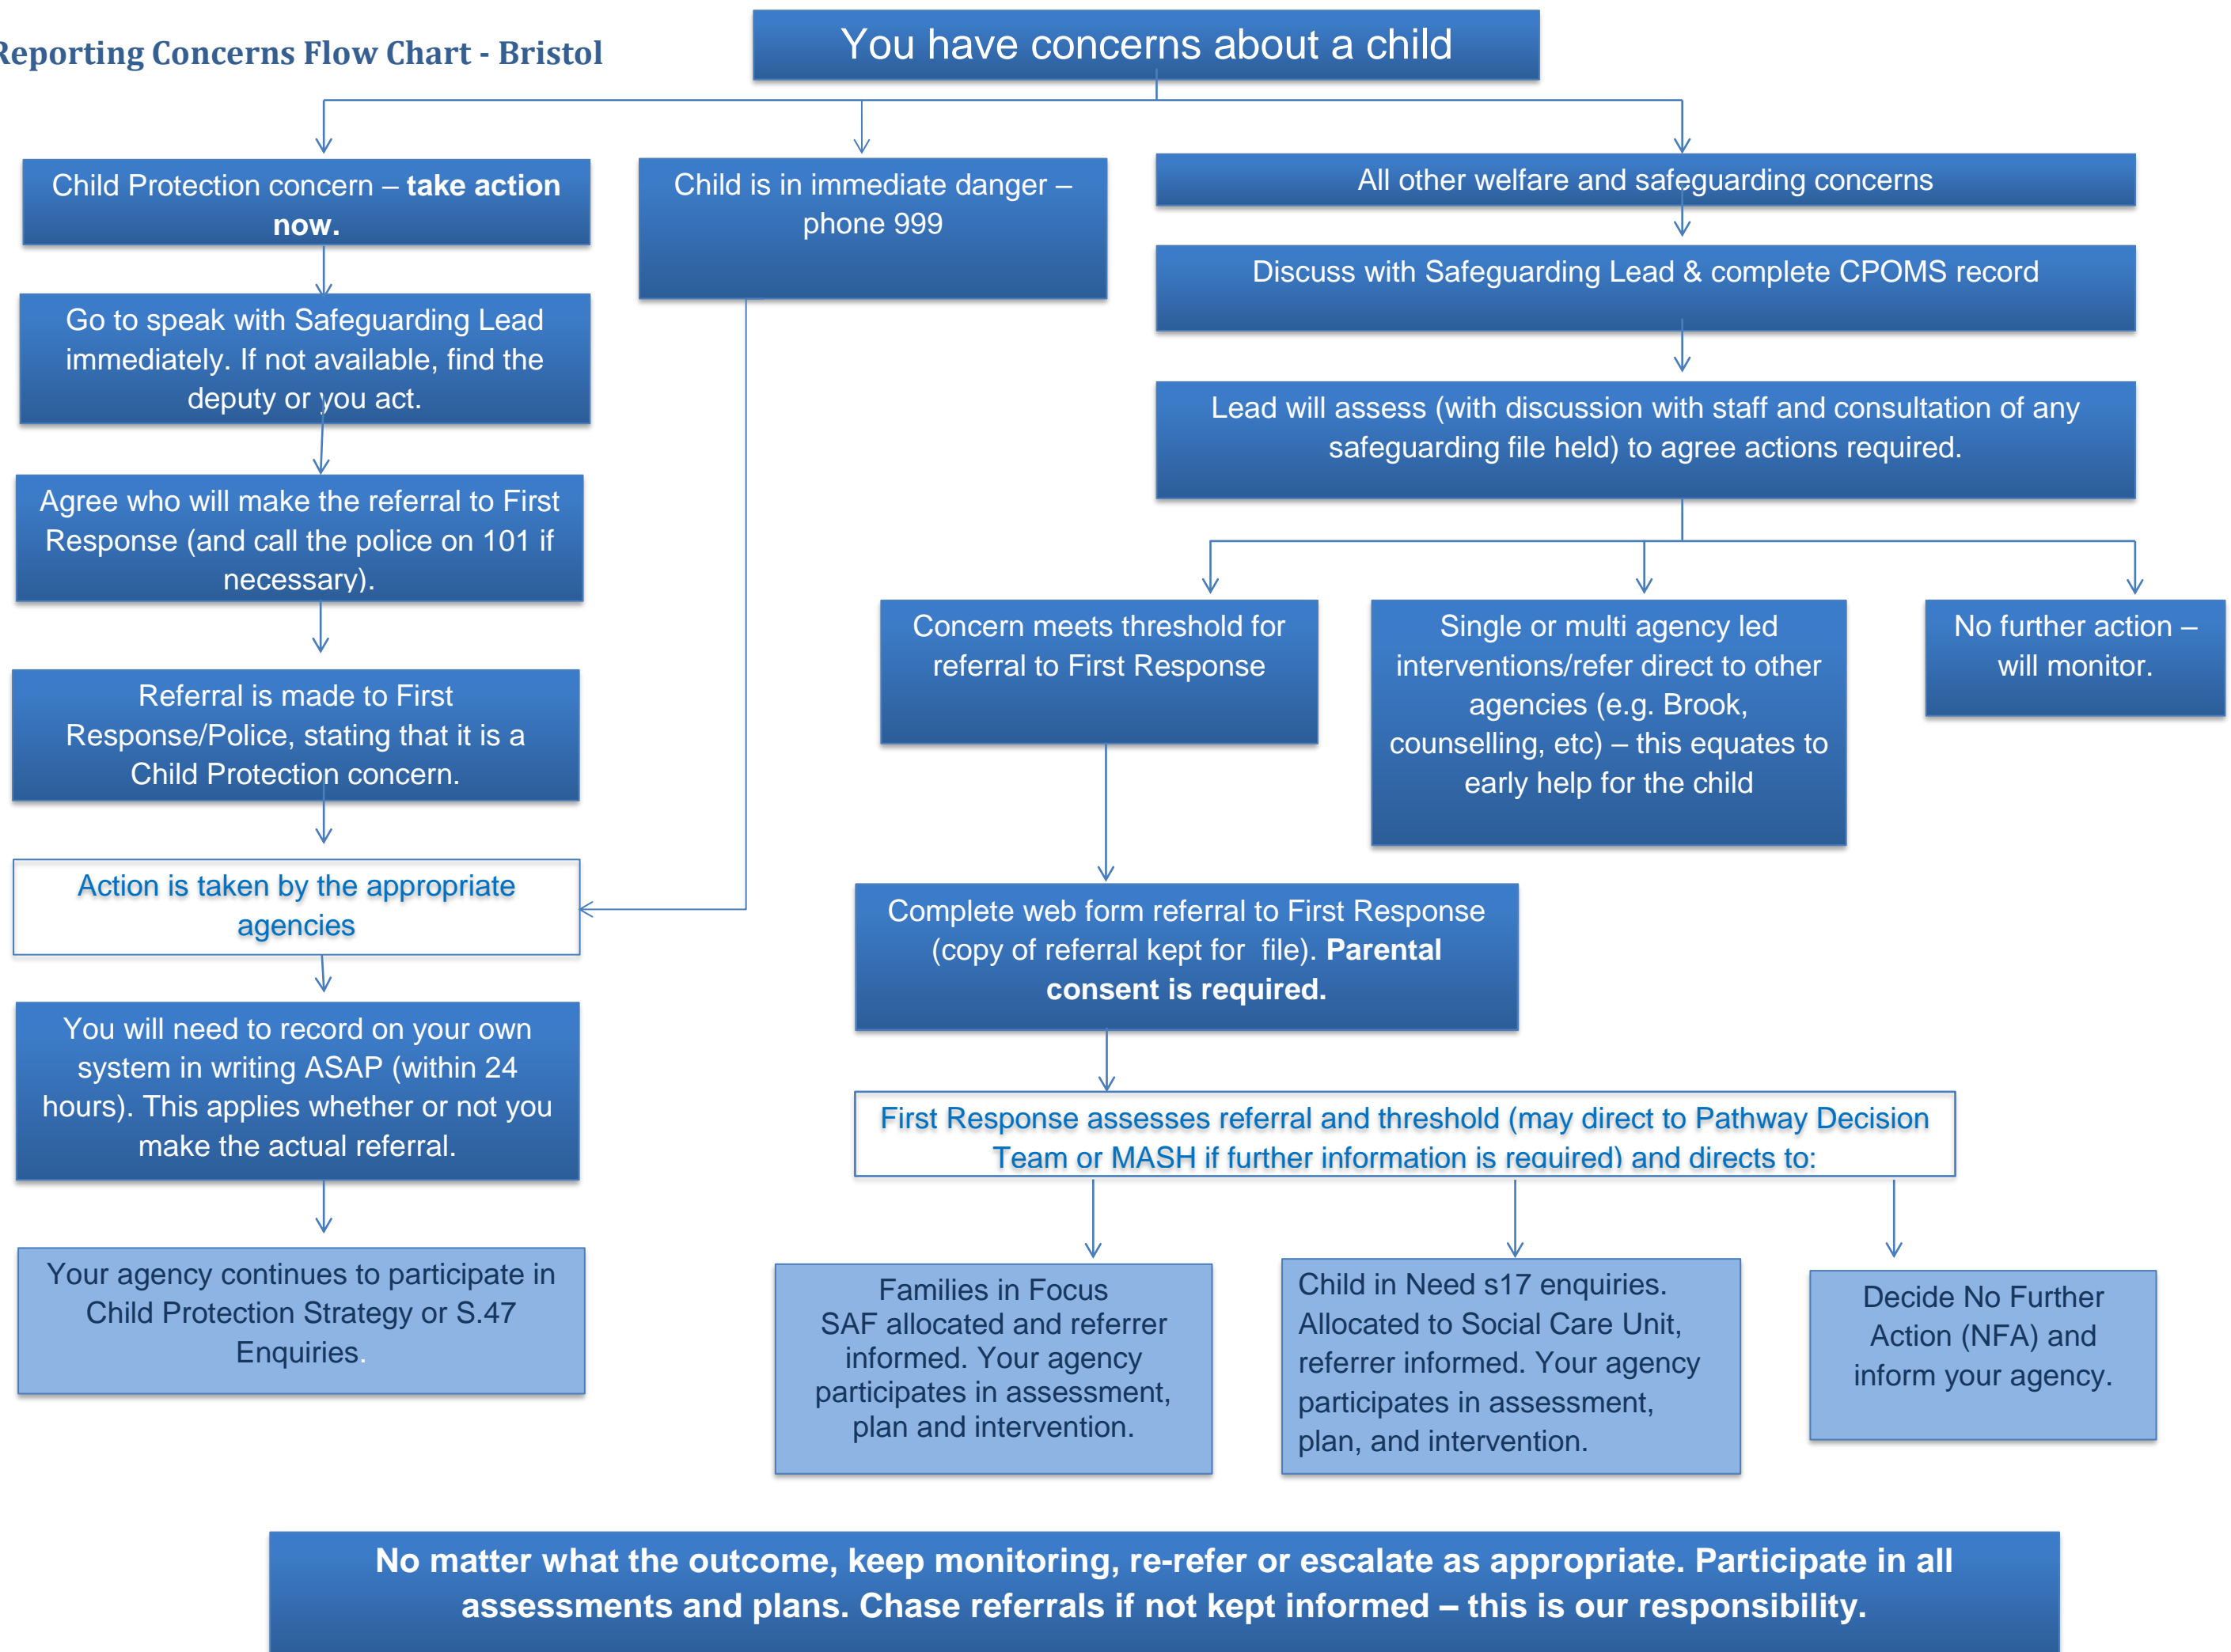 Reporting Concerns Flow Chart - Bristol
You have concerns about a child
Child Protection concern – take action
now.
Go to speak with Safeguarding Lead
immediately. If not available, find the
deputy or you act.
Agree who will make the referral to First
Response (and call the police on 101 if
necessary).
Referral is made to First
Response/Police, stating that it is a
Child Protection concern.
Action is taken by the appropriate
agencies
You will need to record on your own
system in writing ASAP (within 24
hours). This applies whether or not you
make the actual referral.
Your agency continues to participate in
Child Protection Strategy or S.47
Enquiries.
Child is in immediate danger –
phone 999
All other welfare and safeguarding concerns
Discuss with Safeguarding Lead & complete CPOMS record
Lead will assess (with discussion with staff and consultation of any
safeguarding file held) to agree actions required.
Concern meets threshold for
referral to First Response
Single or multi agency led
interventions/refer direct to other
agencies (e.g. Brook,
counselling, etc) – this equates to
early help for the child
No further action –
will monitor.
Complete web form referral to First Response
(copy of referral kept for file). Parental
consent is required.
First Response assesses referral and threshold (may direct to Pathway Decision
Team or MASH if further information is required) and directs to:
Families in Focus
SAF allocated and referrer
informed. Your agency
participates in assessment,
plan and intervention.
Child in Need s17 enquiries.
Allocated to Social Care Unit,
referrer informed. Your agency
participates in assessment,
plan, and intervention.
Decide No Further
Action (NFA) and
inform your agency.
No matter what the outcome, keep monitoring, re-refer or escalate as appropriate. Participate in all
assessments and plans. Chase referrals if not kept informed – this is our responsibility.